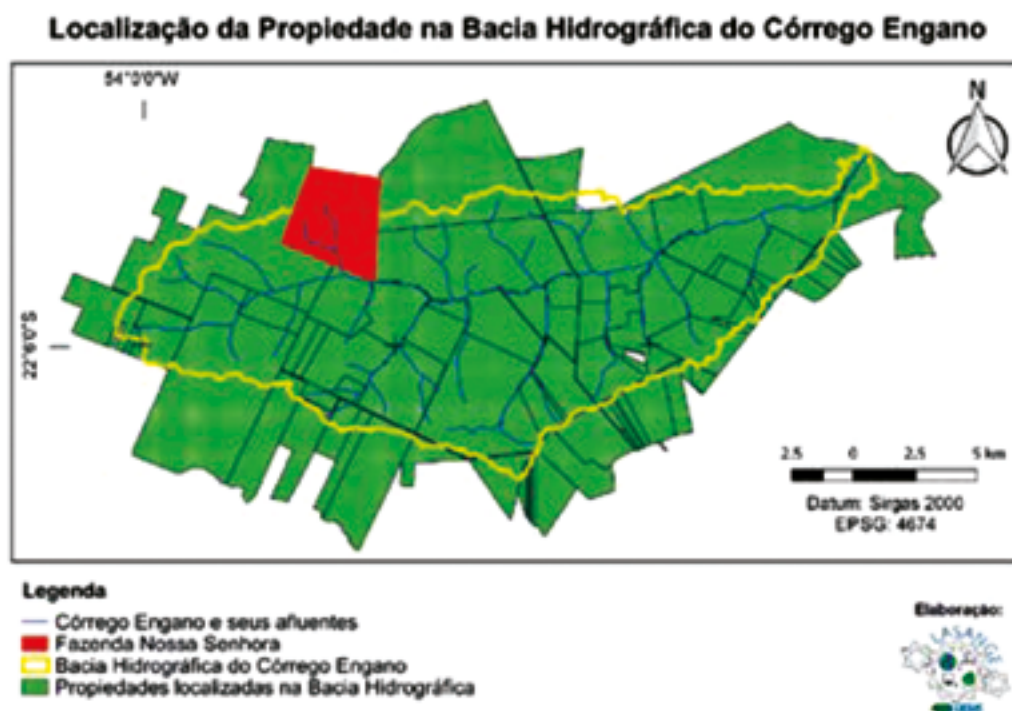 Localização da Propiedade na Bacia Hidrográfica do Córrego Engano
54°0'0"W
N
22°6'0"S
2.5 0 2.5 5 km
Datum: Sirgas 2000
EPSG: 4674
Legenda
Córrego Engano e seus afluentes
Fazenda Nossa Senhora
Bacia Hidrográfica do Córrego Engano
Propiedades localizadas na Bacia Hidrográfica
Elaboração:
LASANGE